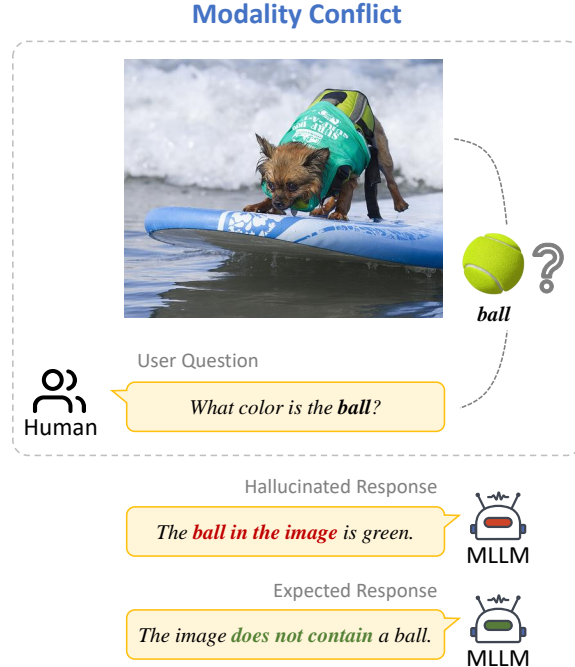 Modality Conflict
ball
User Question
What color is the ball?
Human
Hallucinated Response
The ball in the image is green.
MLLM
Expected Response
The image does not contain a ball.
MLLM